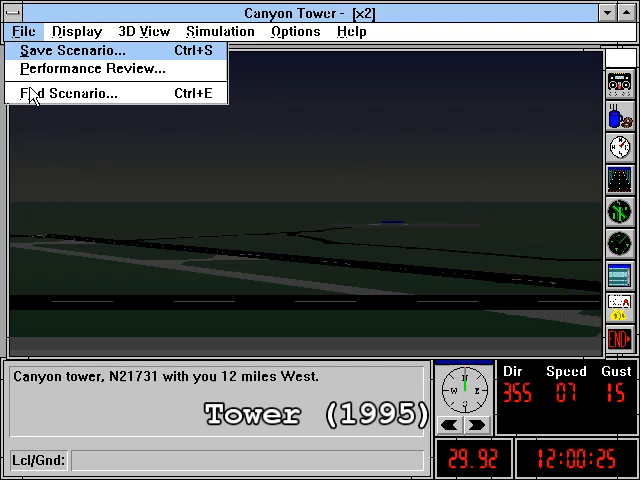 Canyon Tower - [x2]
File Display 3D View Simulation Options Help
Save Scenario... Ctrl+S
Performance Review...
Scenario... Ctrl+E
END
Canyon tower, N21731 with you 12 miles West.
Tower (1995)
Lcl/Gnd:
N
W E
S
Dir Speed Gust
355 07 15
29.92 12:00:25